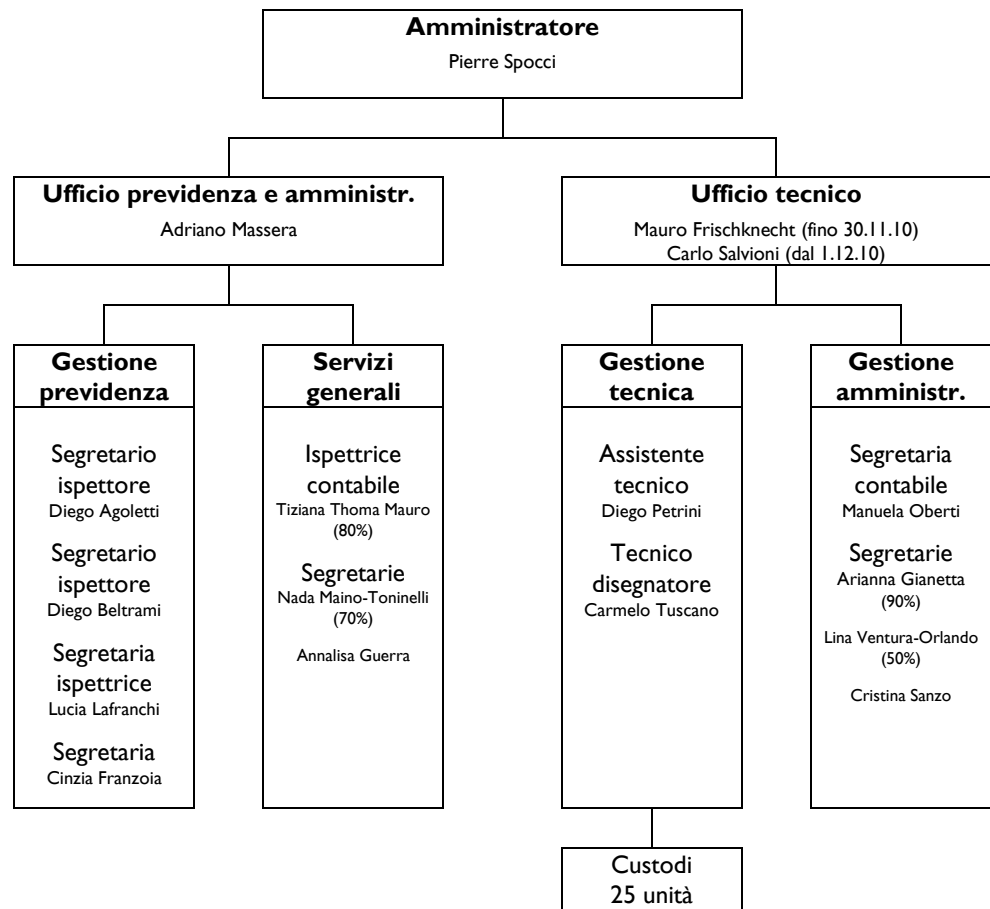 Amministratore
Pierre Spocci
Ufficio previdenza e amministr.
Adriano Massera
Ufficio tecnico
Mauro Frischknecht (fino 30.11.10)
Carlo Salvioni (dal 1.12.10)
Gestione
previdenza
Segretario
ispettore
Diego Agoletti
Segretario
ispettore
Diego Beltrami
Segretaria
ispettrice
Lucia Lafranchi
Segretaria
Cinzia Franzoia
Servizi
generali
Ispettrice
contabile
Tiziana Thoma Mauro
(80%)
Segretarie
Nada Maino-Toninelli
(70%)
Annalisa Guerra
Gestione
tecnica
Assistente
tecnico
Diego Petrini
Tecnico
disegnatore
Carmelo Tuscano
Custodi
25 unità
Gestione
amministr.
Segretaria
contabile
Manuela Oberti
Segretarie
Arianna Gianetta
(90%)
Lina Ventura-Orlando
(50%)
Cristina Sanzo